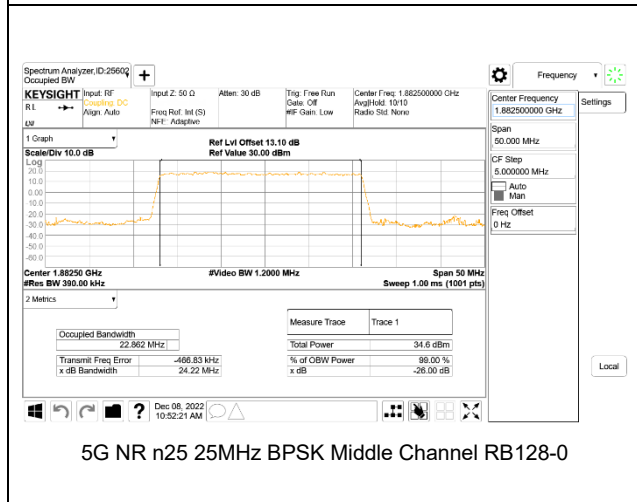 Spectrum Analyzer,ID:25602
Occupied BW
KEYSIGHT
R L
Input: RF
Coupling: DC
Align: Auto
Input Z: 50 Ω
Freq Ref: Int (S)
NFE: Adaptive
Atten: 30 dB
Trig: Free Run
Gate: Off
#IF Gain: Low
Center Freq: 1.882500000 GHz
Avg|Hold: 10/10
Radio Std: None
1 Graph
Scale/Div 10.0 dB
Ref Lvl Offset 13.10 dB
Ref Value 30.00 dBm
Log
20.0
10.0
0.00
-10.0
-20.0
-30.0
-40.0
-50.0
-60.0
Center 1.88250 GHz
#Video BW 1.2000 MHz
Span 50 MHz
#Res BW 390.00 kHz
Sweep 1.00 ms (1001 pts)
2 Metrics
Measure Trace Trace 1
Occupied Bandwidth
22.862 MHz
Total Power 34.6 dBm
Transmit Freq Error -466.83 kHz
% of OBW Power 99.00 %
x dB Bandwidth 24.22 MHz
x dB -26.00 dB
Dec 08, 2022
10:52:21 AM
Frequency
Center Frequency
1.882500000 GHz
Settings
Span
50.000 MHz
CF Step
5.000000 MHz
Auto
Man
Freq Offset
0 Hz
Local
5G NR n25 25MHz BPSK Middle Channel RB128-0